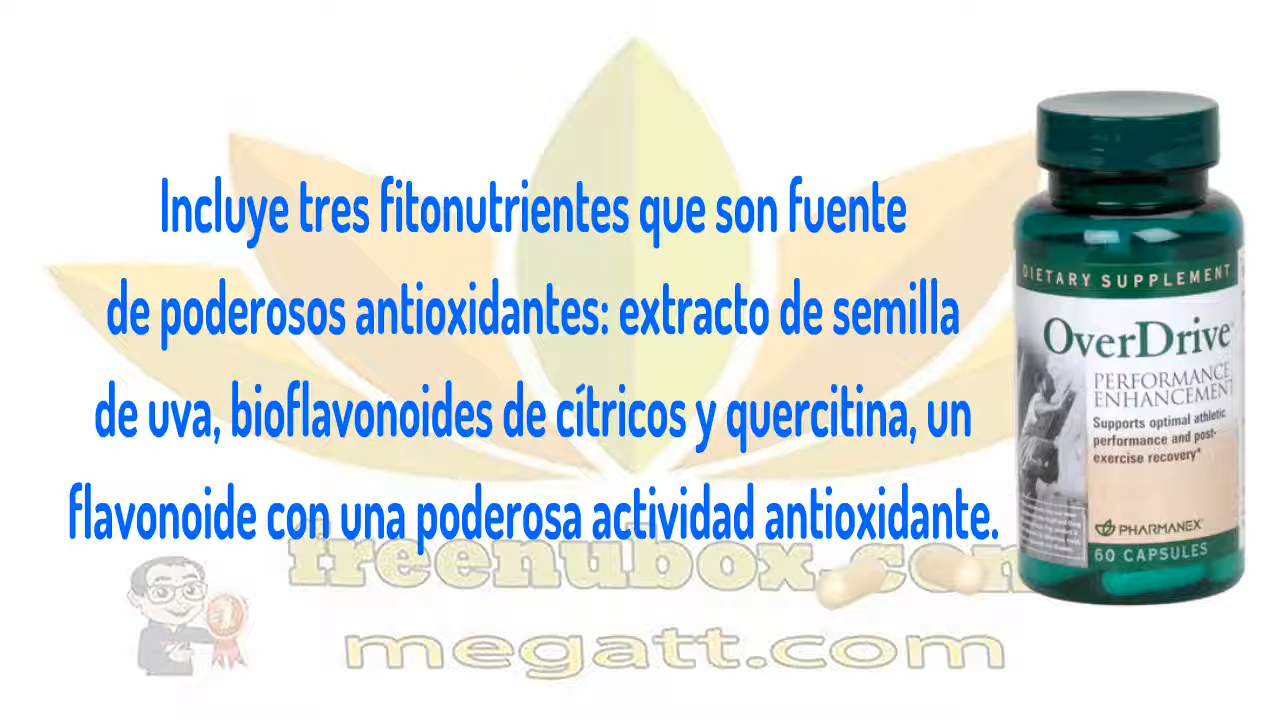 Incluye tres fitonutrientes que son fuente
de poderosos antioxidantes: extracto de semilla
de uva, bioflavonoides de cítricos y quercitina, un
flavonoide con una poderosa actividad antioxidante.
freenubox.com
megatt.com
1
DIETARY SUPPLEMENT
OverDrive
PERFORMANCE
ENHANCEMENT
Supports optimal athletic
performance and post-
exercise recovery*
PHARMANEX
60 CAPSULES